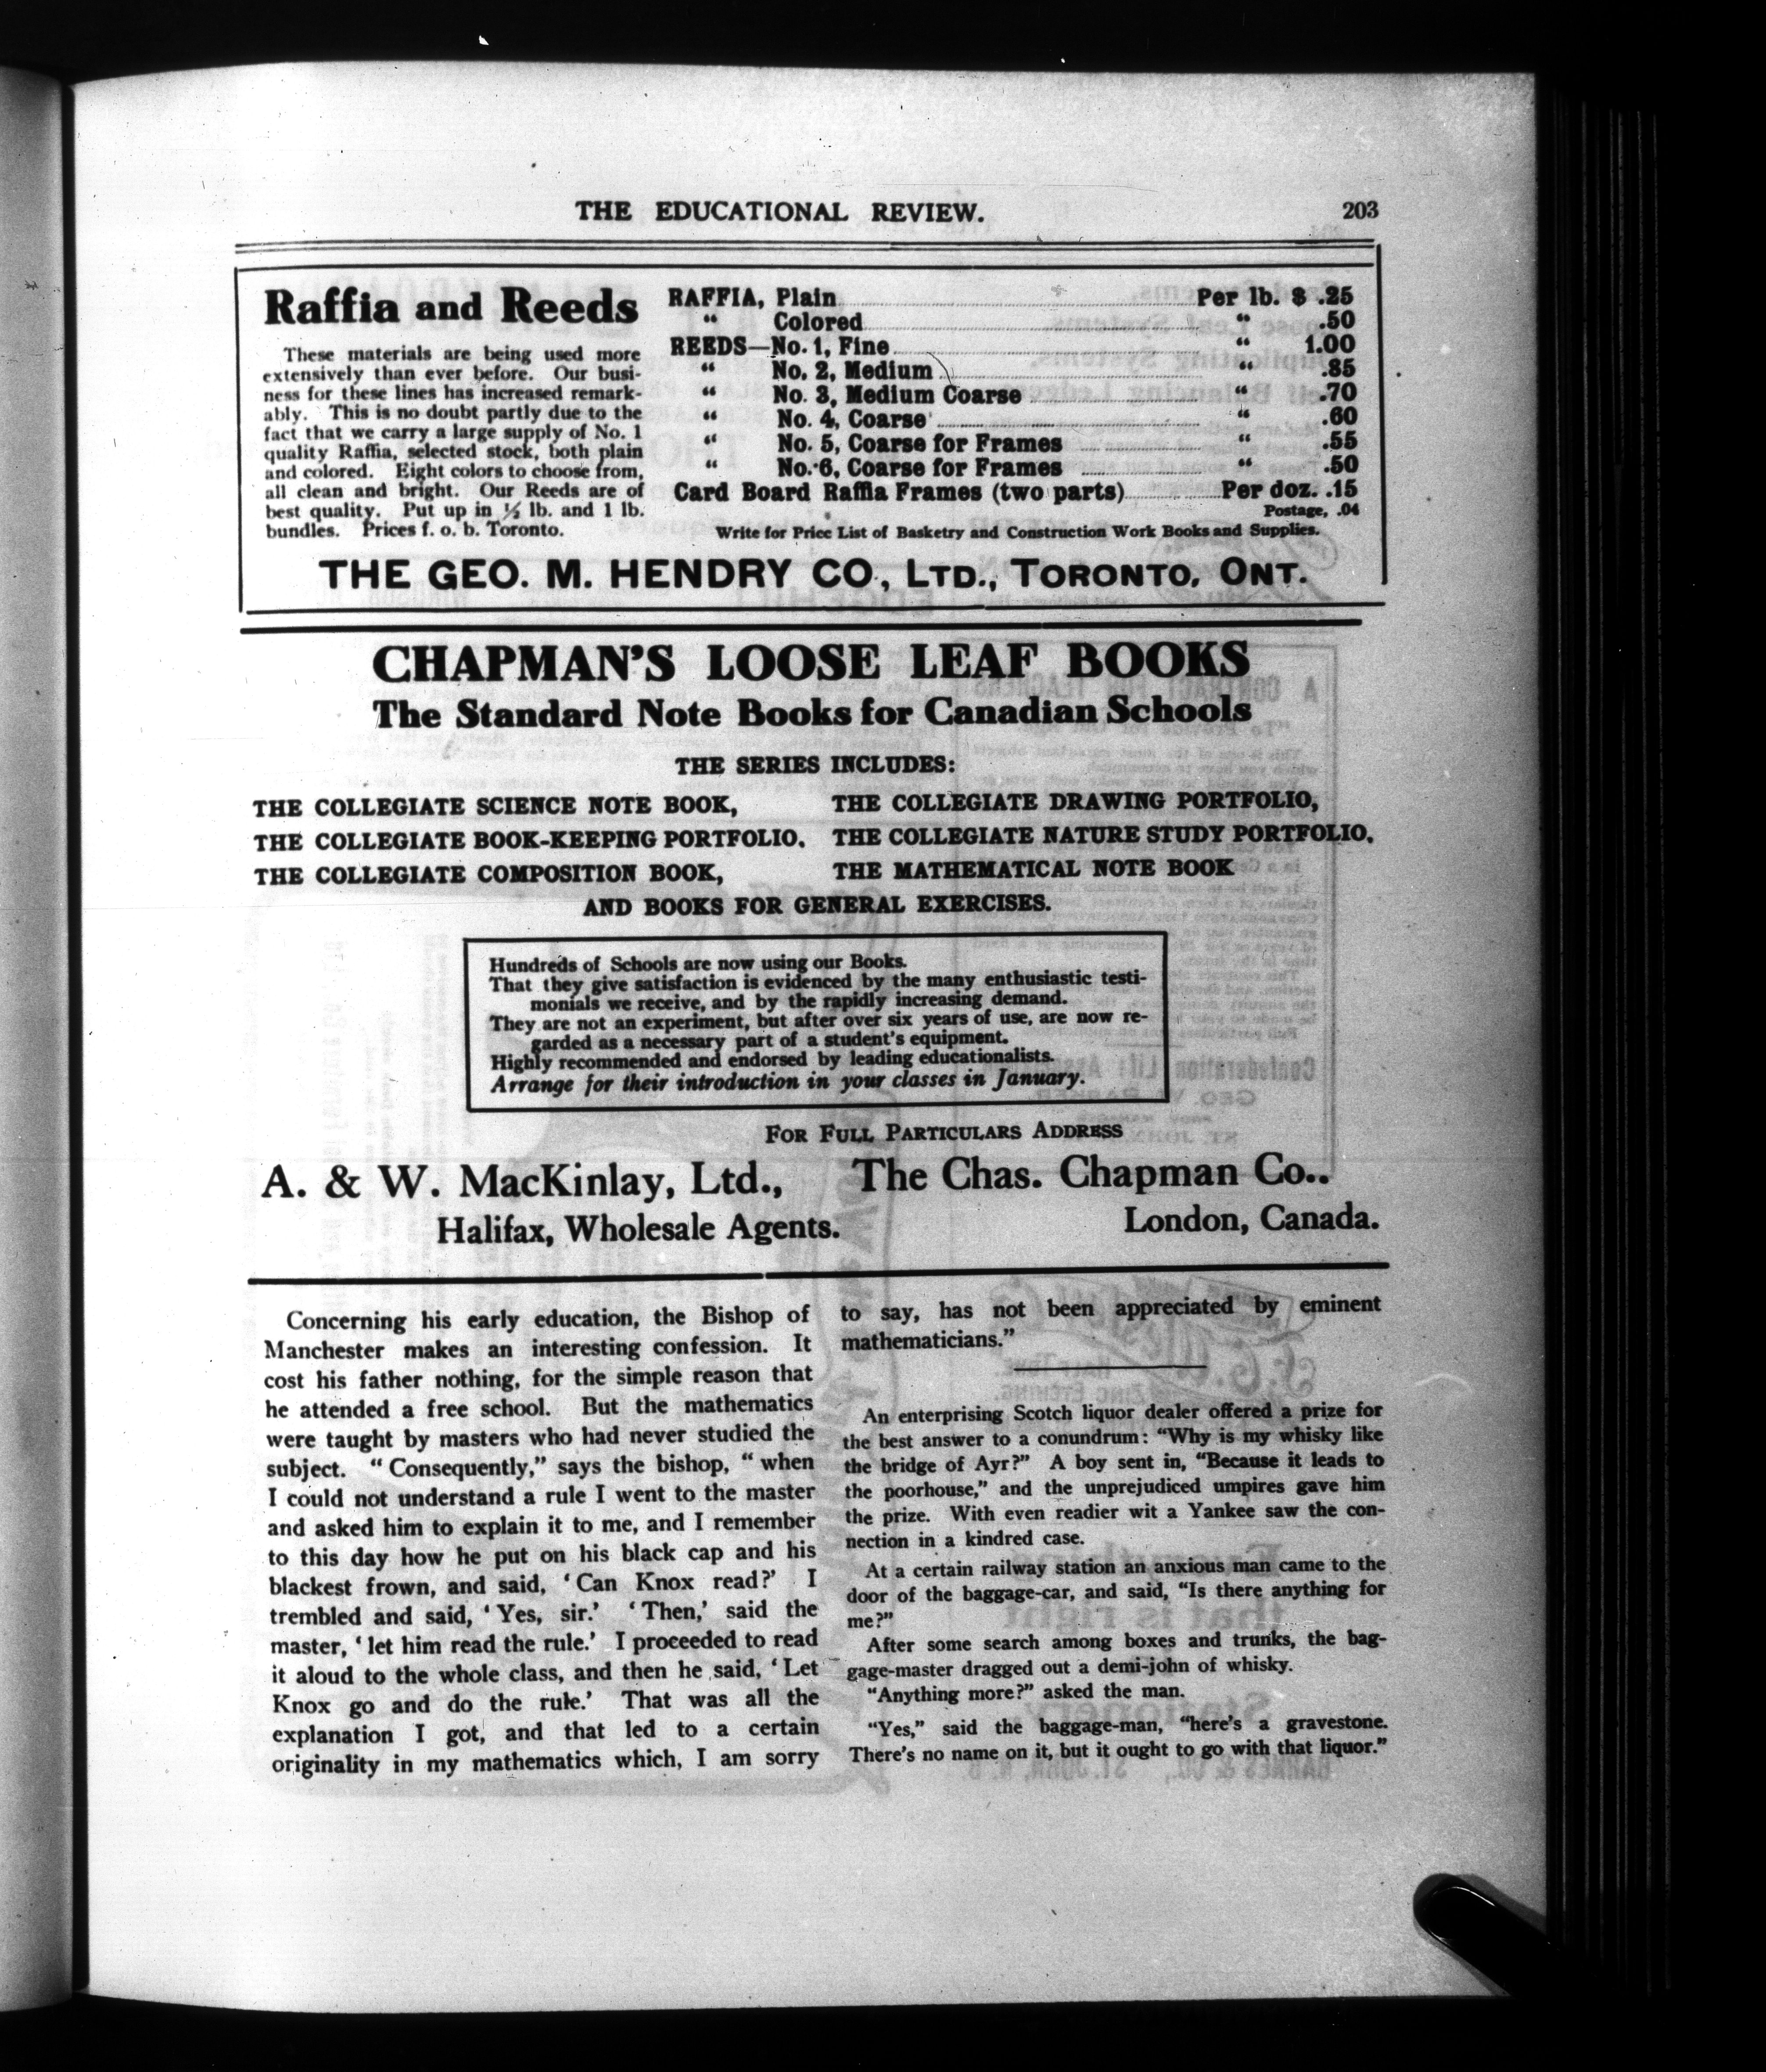 THE EDUCATIONAL REVIEW. 203
Raffia and Reeds
These materials are being used more
extensively than ever before. Our busi-
ness for these lines has increased remark-
ably. This is no doubt partly due to the
fact that we carry a large supply of No. 1
quality Raffia, selected stock, both plain
and colored. Eight colors to choose from,
all clean and bright. Our Reeds are of
best quality. Put up in ½ lb. and 1 lb.
bundles. Prices f. o. b. Toronto.
RAFFIA, Plain Per lb. $ .25
“ Colored “ .50
REEDS—No. 1, Fine “ 1.00
“ No. 2, Medium “ .85
“ No. 3, Medium Coarse “ .70
“ No. 4, Coarse “ .60
“ No. 5, Coarse for Frames “ .55
“ No. 6, Coarse for Frames “ .50
Card Board Raffia Frames (two parts) Per doz. .15
Postage, .04
Write for Price List of Basketry and Construction Work Books and Supplies.
THE GEO. M. HENDRY CO., LTD., TORONTO, ONT.
CHAPMAN'S LOOSE LEAF BOOKS
The Standard Note Books for Canadian Schools
THE SERIES INCLUDES:
THE COLLEGIATE SCIENCE NOTE BOOK, THE COLLEGIATE DRAWING PORTFOLIO,
THE COLLEGIATE BOOK-KEEPING PORTFOLIO. THE COLLEGIATE NATURE STUDY PORTFOLIO,
THE COLLEGIATE COMPOSITION BOOK, THE MATHEMATICAL NOTE BOOK
AND BOOKS FOR GENERAL EXERCISES.
Hundreds of Schools are now using our Books.
That they give satisfaction is evidenced by the many enthusiastic testi-
monials we receive, and by the rapidly increasing demand.
They are not an experiment, but after over six years of use, are now re-
garded as a necessary part of a student's equipment.
Highly recommended and endorsed by leading educationalists.
Arrange for their introduction in your classes in January.
FOR FULL PARTICULARS ADDRESS
A. & W. MacKinlay, Ltd., The Chas. Chapman Co..
Halifax, Wholesale Agents. London, Canada.
Concerning his early education, the Bishop of
Manchester makes an interesting confession. It
cost his father nothing, for the simple reason that
he attended a free school. But the mathematics
were taught by masters who had never studied the
subject. “Consequently,” says the bishop, “when
I could not understand a rule I went to the master
and asked him to explain it to me, and I remember
to this day how he put on his black cap and his
blackest frown, and said, ‘Can Knox read?’ I
trembled and said, ‘Yes, sir.’ ‘Then,’ said the
master, ‘let him read the rule.’ I proceeded to read
it aloud to the whole class, and then he said, ‘Let
Knox go and do the rule.’ That was all the
explanation I got, and that led to a certain
originality in my mathematics which, I am sorry
to say, has not been appreciated by eminent
mathematicians.”
An enterprising Scotch liquor dealer offered a prize for
the best answer to a conundrum: “Why is my whisky like
the bridge of Ayr?” A boy sent in, “Because it leads to
the poorhouse,” and the unprejudiced umpires gave him
the prize. With even readier wit a Yankee saw the con-
nection in a kindred case.
At a certain railway station an anxious man came to the
door of the baggage-car, and said, “Is there anything for
me?”
After some search among boxes and trunks, the bag-
gage-master dragged out a demi-john of whisky.
“Anything more?” asked the man.
“Yes,” said the baggage-man, “here's a gravestone.
There's no name on it, but it ought to go with that liquor.”